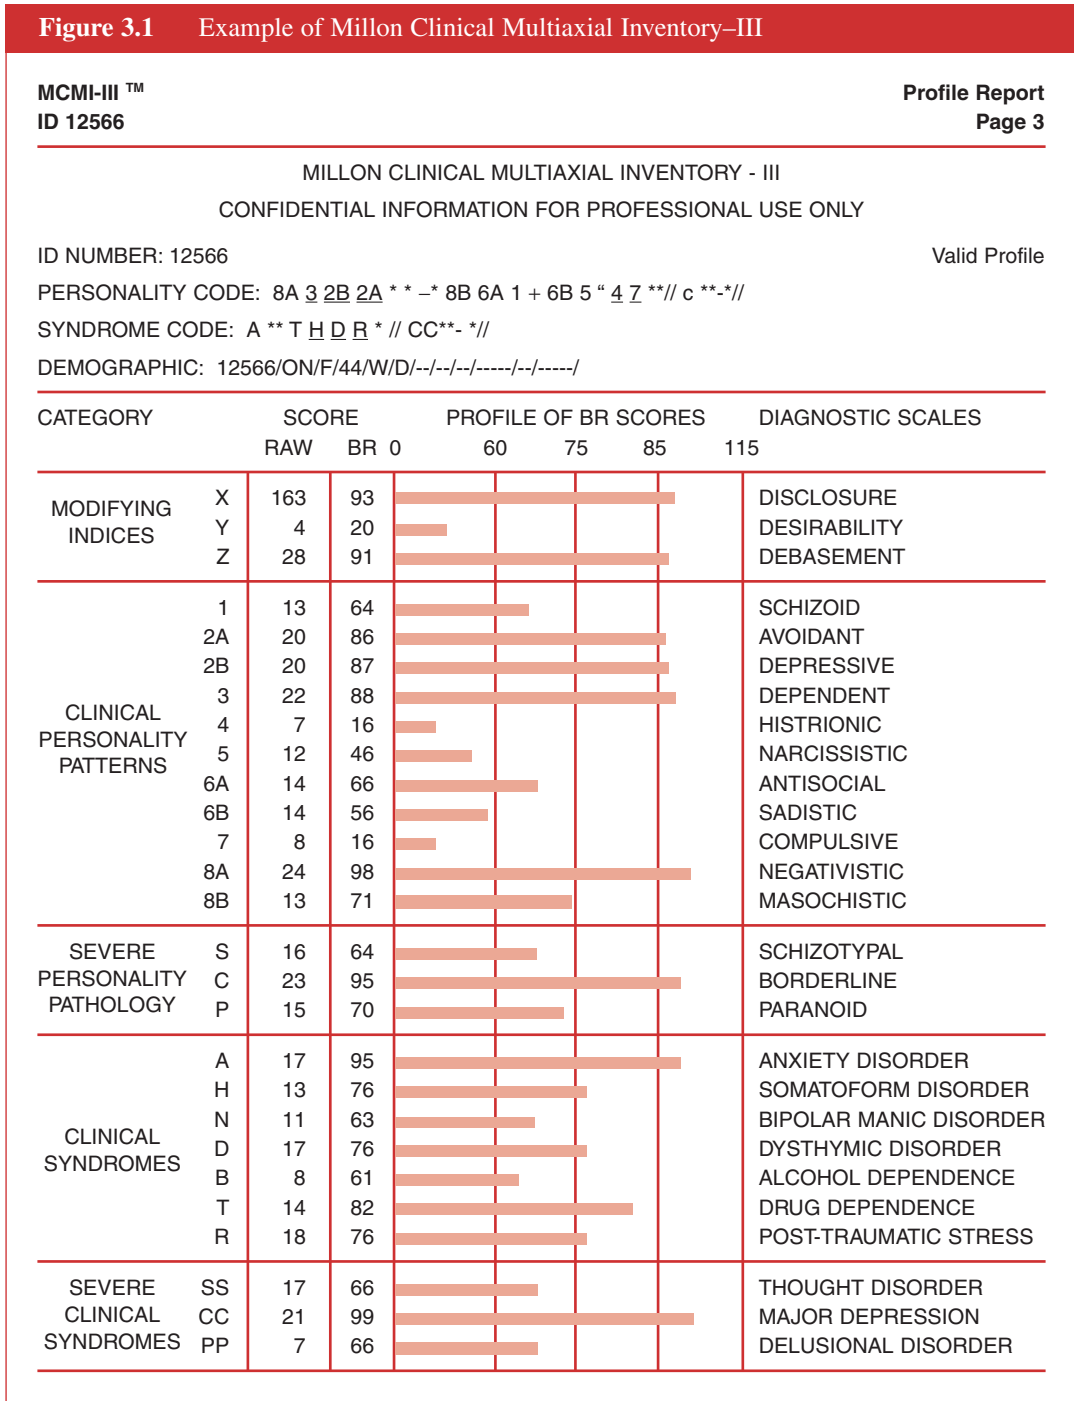 Figure 3.1 Example of Millon Clinical Multiaxial Inventory–III
MCMI-III ™ Profile Report
ID 12566 Page 3
MILLON CLINICAL MULTIAXIAL INVENTORY - III
CONFIDENTIAL INFORMATION FOR PROFESSIONAL USE ONLY
ID NUMBER: 12566 Valid Profile
PERSONALITY CODE: 8A 3 2B 2A * * –* 8B 6A 1 + 6B 5 “ 4 7 **// c **-*//
SYNDROME CODE: A ** T H D R * // CC**- *//
DEMOGRAPHIC: 12566/ON/F/44/W/D/--/--/--/-----/--/-----/
CATEGORY SCORE PROFILE OF BR SCORES DIAGNOSTIC SCALES
RAW BR 0 60 75 85 115
MODIFYING INDICES
X 163 93 DISCLOSURE
Y 4 20 DESIRABILITY
Z 28 91 DEBASEMENT
CLINICAL PERSONALITY PATTERNS
1 13 64 SCHIZOID
2A 20 86 AVOIDANT
2B 20 87 DEPRESSIVE
3 22 88 DEPENDENT
4 7 16 HISTRIONIC
5 12 46 NARCISSISTIC
6A 14 66 ANTISOCIAL
6B 14 56 SADISTIC
7 8 16 COMPULSIVE
8A 24 98 NEGATIVISTIC
8B 13 71 MASOCHISTIC
SEVERE PERSONALITY PATHOLOGY
S 16 64 SCHIZOTYPAL
C 23 95 BORDERLINE
P 15 70 PARANOID
CLINICAL SYNDROMES
A 17 95 ANXIETY DISORDER
H 13 76 SOMATOFORM DISORDER
N 11 63 BIPOLAR MANIC DISORDER
D 17 76 DYSTHYMIC DISORDER
B 8 61 ALCOHOL DEPENDENCE
T 14 82 DRUG DEPENDENCE
R 18 76 POST-TRAUMATIC STRESS
SEVERE CLINICAL SYNDROMES
SS 17 66 THOUGHT DISORDER
CC 21 99 MAJOR DEPRESSION
PP 7 66 DELUSIONAL DISORDER